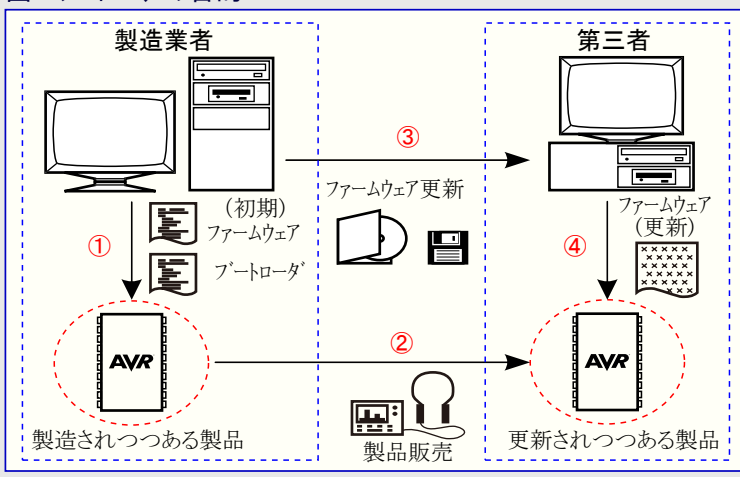 製造業者
第三者
③
ファームウェア更新
(初期)
ファームウェア
ブートローダ
①
ファームウェア
(更新)
④
AVR
②
AVR
製造されつつある製品
製品販売
更新されつつある製品